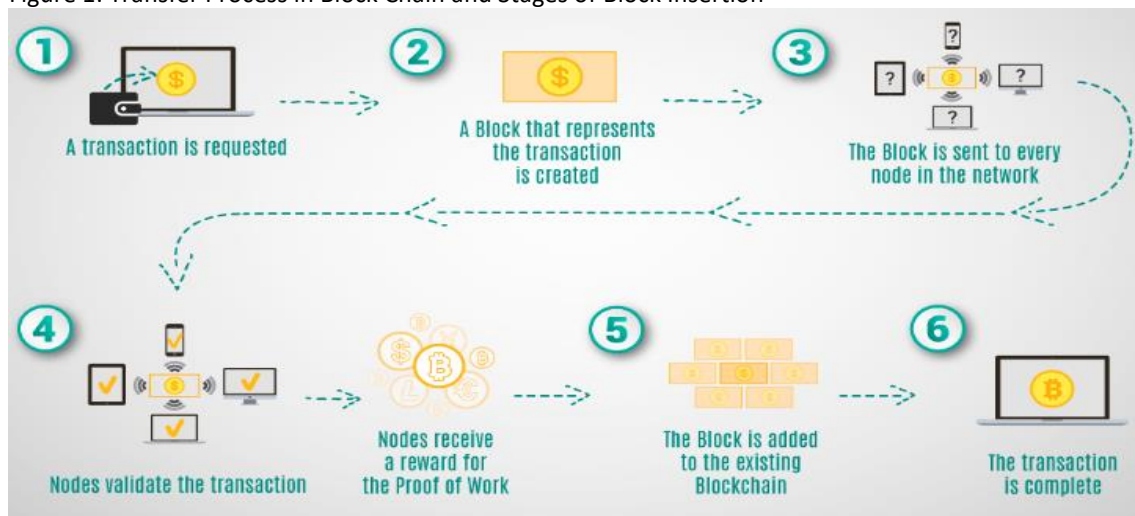 Figure 1: Transfer Process in Block Chain and Stages of Block Insertion
1
A transaction is requested
2
A Block that represents
the transaction
is created
3
The Block is sent to every
node in the network
4
Nodes validate the transaction
Nodes receive
a reward for
the Proof of Work
5
The Block is added
to the existing
Blockchain
6
The transaction
is complete